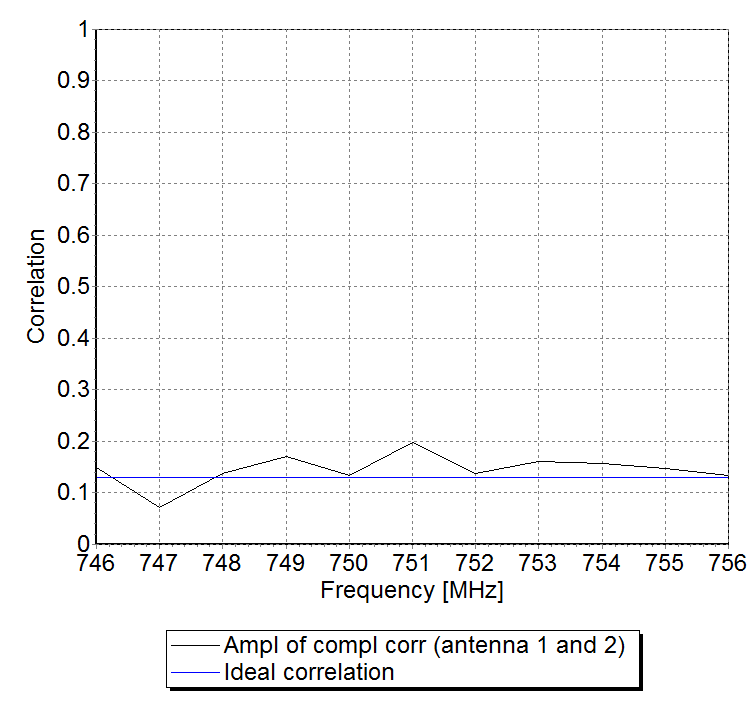 1
0.9
0.8
0.7
0.6
0.5
0.4
0.3
0.2
0.1
0
Correlation
746 747 748 749 750 751 752 753 754 755 756
Frequency [MHz]
Ampl of compl corr (antenna 1 and 2)
Ideal correlation